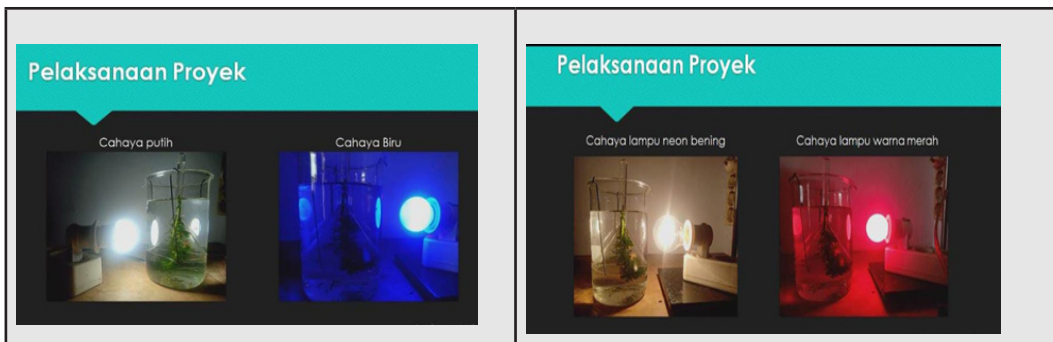 Pelaksanaan Proyek
Cahaya putih
Cahaya Biru
Pelaksanaan Proyek
Cahaya lampu neon bening
Cahaya lampu warna merah